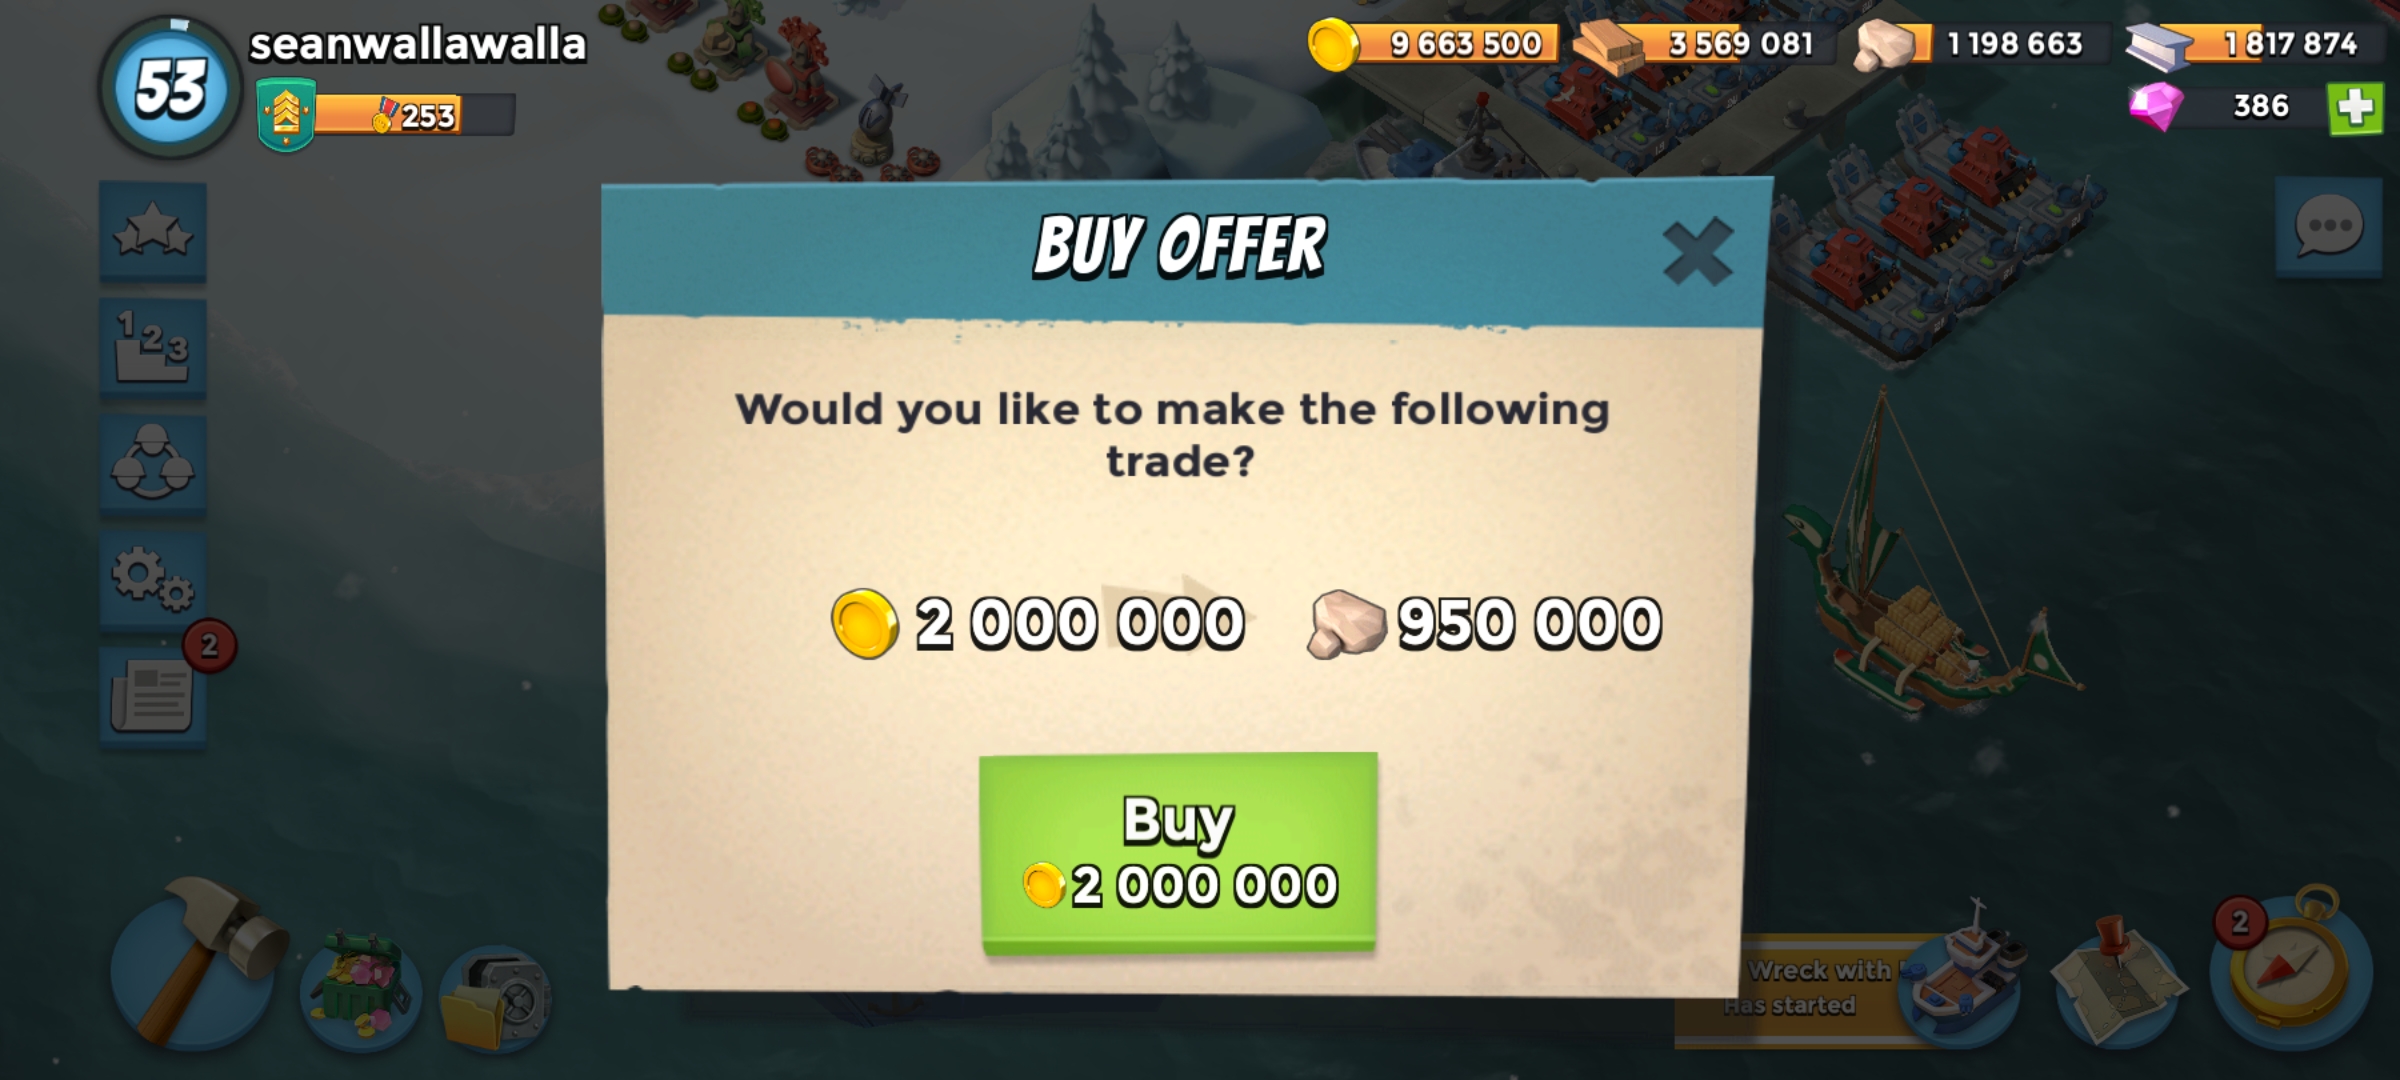 53
seanwallawalla
253
9 663 500
3 569 081
1 198 663
1 817 874
386
BUY OFFER
Would you like to make the following
trade?
2 000 000
950 000
Buy
2 000 000
1 2 3
2
Wreck with
Has started
2